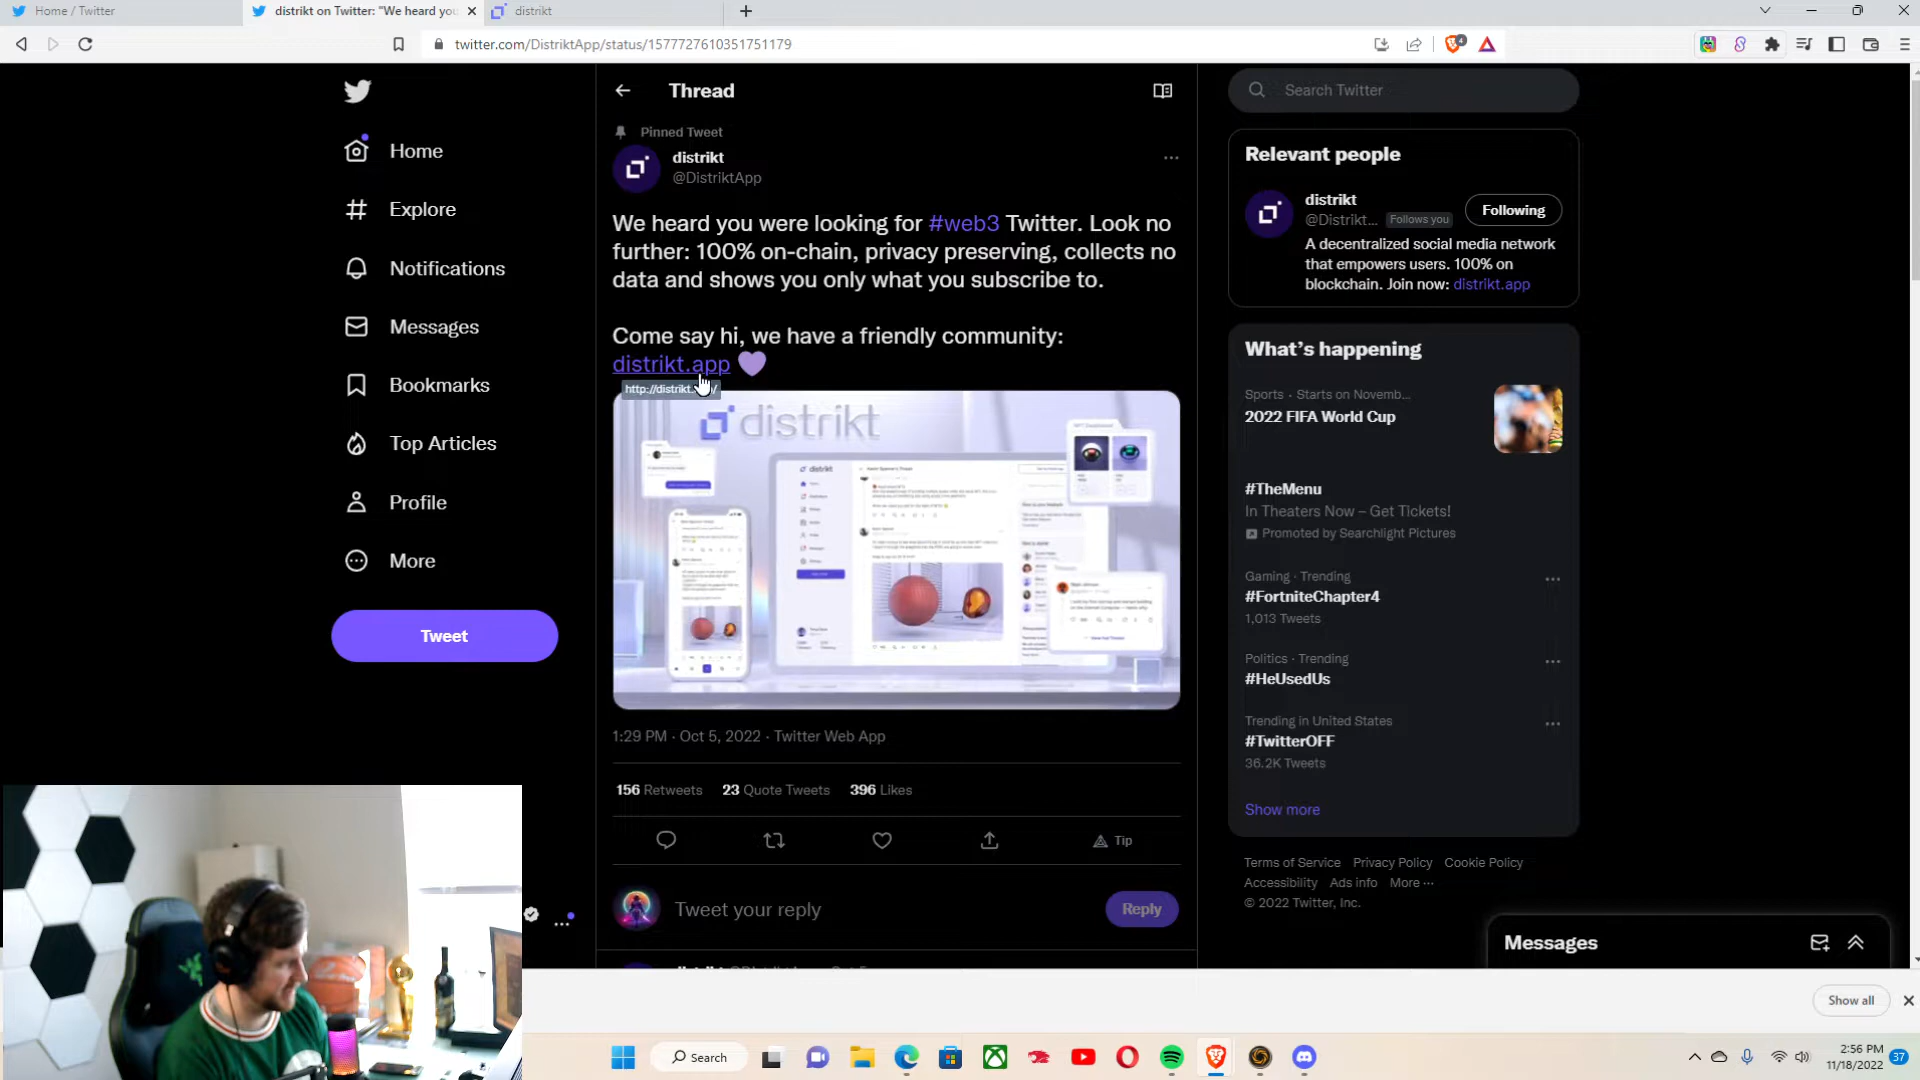 Home / Twitter
distrikt on Twitter: "We heard you
distrikt
twitter.com/DistriktApp/status/1577727610351751179
4
Home
Explore
Notifications
Messages
Bookmarks
Top Articles
Profile
More
Tweet
Thread
Pinned Tweet
distrikt
@DistriktApp
We heard you were looking for #web3 Twitter. Look no
further: 100% on-chain, privacy preserving, collects no
data and shows you only what you subscribe to.
Come say hi, we have a friendly community:
distrikt.app
distrikt
distrikt
1:29 PM · Oct 5, 2022 · Twitter Web App
156 Retweets 23 Quote Tweets 396 Likes
Tip
Tweet your reply
Reply
Search Twitter
Relevant people
distrikt
@Distrikt... Follows you
Following
A decentralized social media network
that empowers users. 100% on
blockchain. Join now: distrikt.app
What's happening
Sports · Starts on Novemb...
2022 FIFA World Cup
#TheMenu
In Theaters Now – Get Tickets!
Promoted by Searchlight Pictures
Gaming · Trending
#FortniteChapter4
1,013 Tweets
Politics · Trending
#HeUsedUs
Trending in United States
#TwitterOFF
36.2K Tweets
Show more
Terms of Service Privacy Policy Cookie Policy
Accessibility Ads info More ···
© 2022 Twitter, Inc.
Messages
Show all
Search
2:56 PM
11/18/2022
37